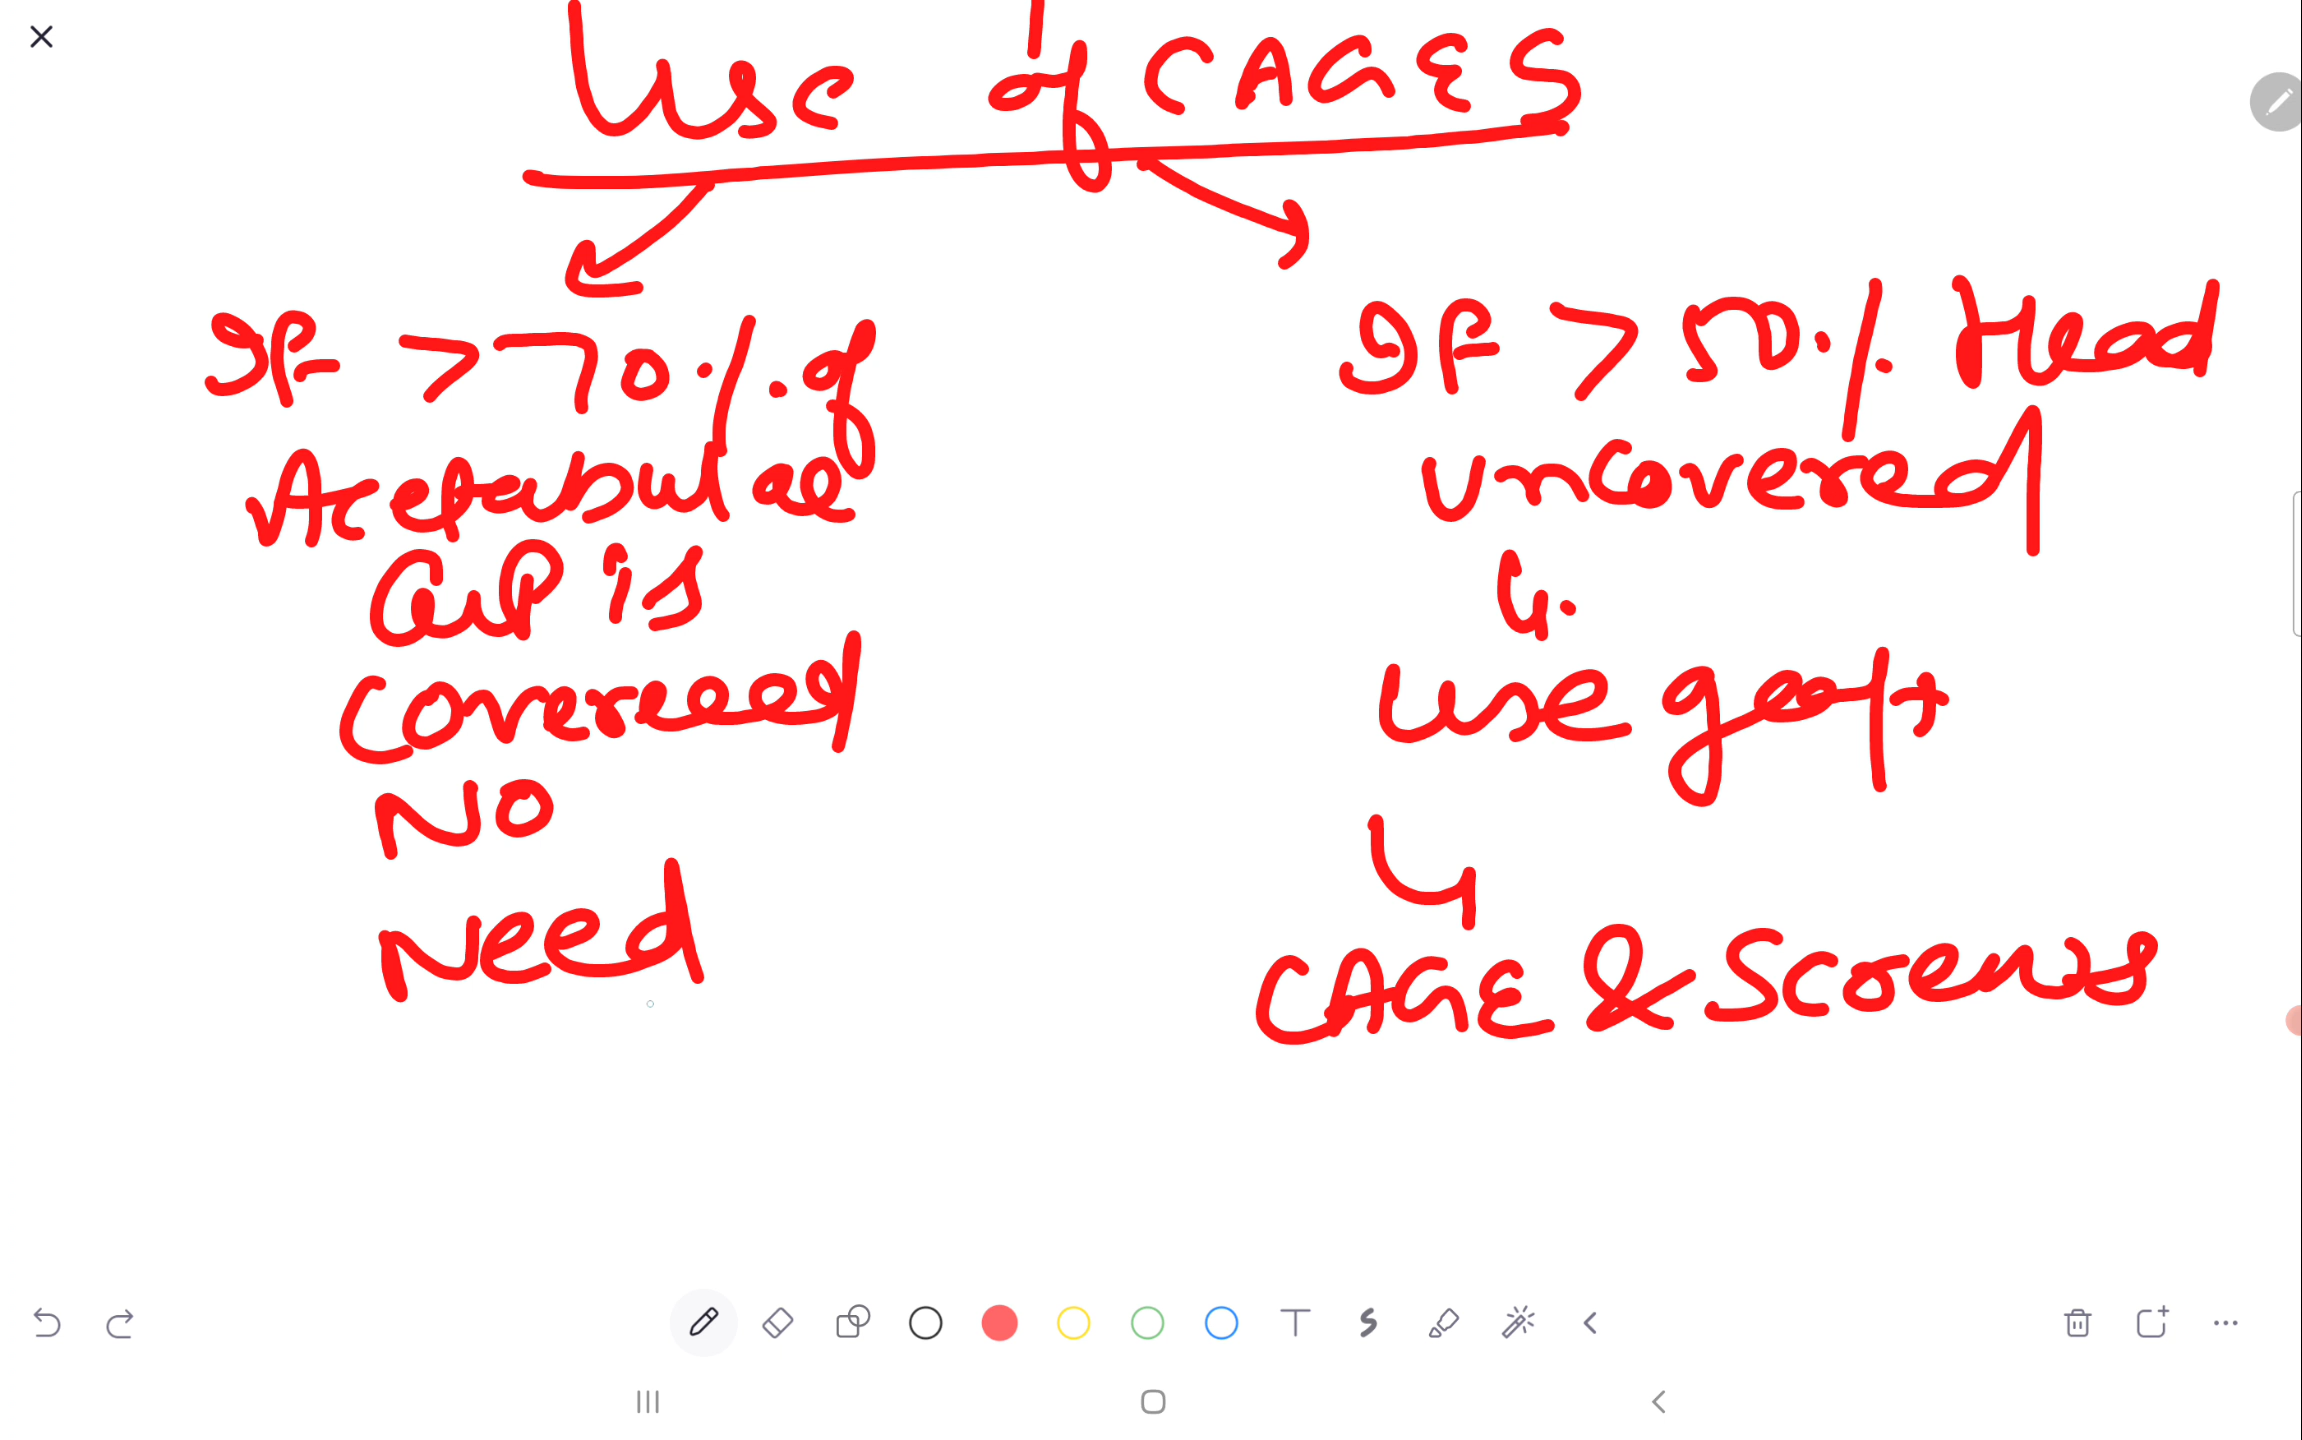 Use of CAGES
If > 70% of
Acetabular
Cup is
covereed
No
Need
If > 50% Head
uncovered
Use graft
CAGE & Screws